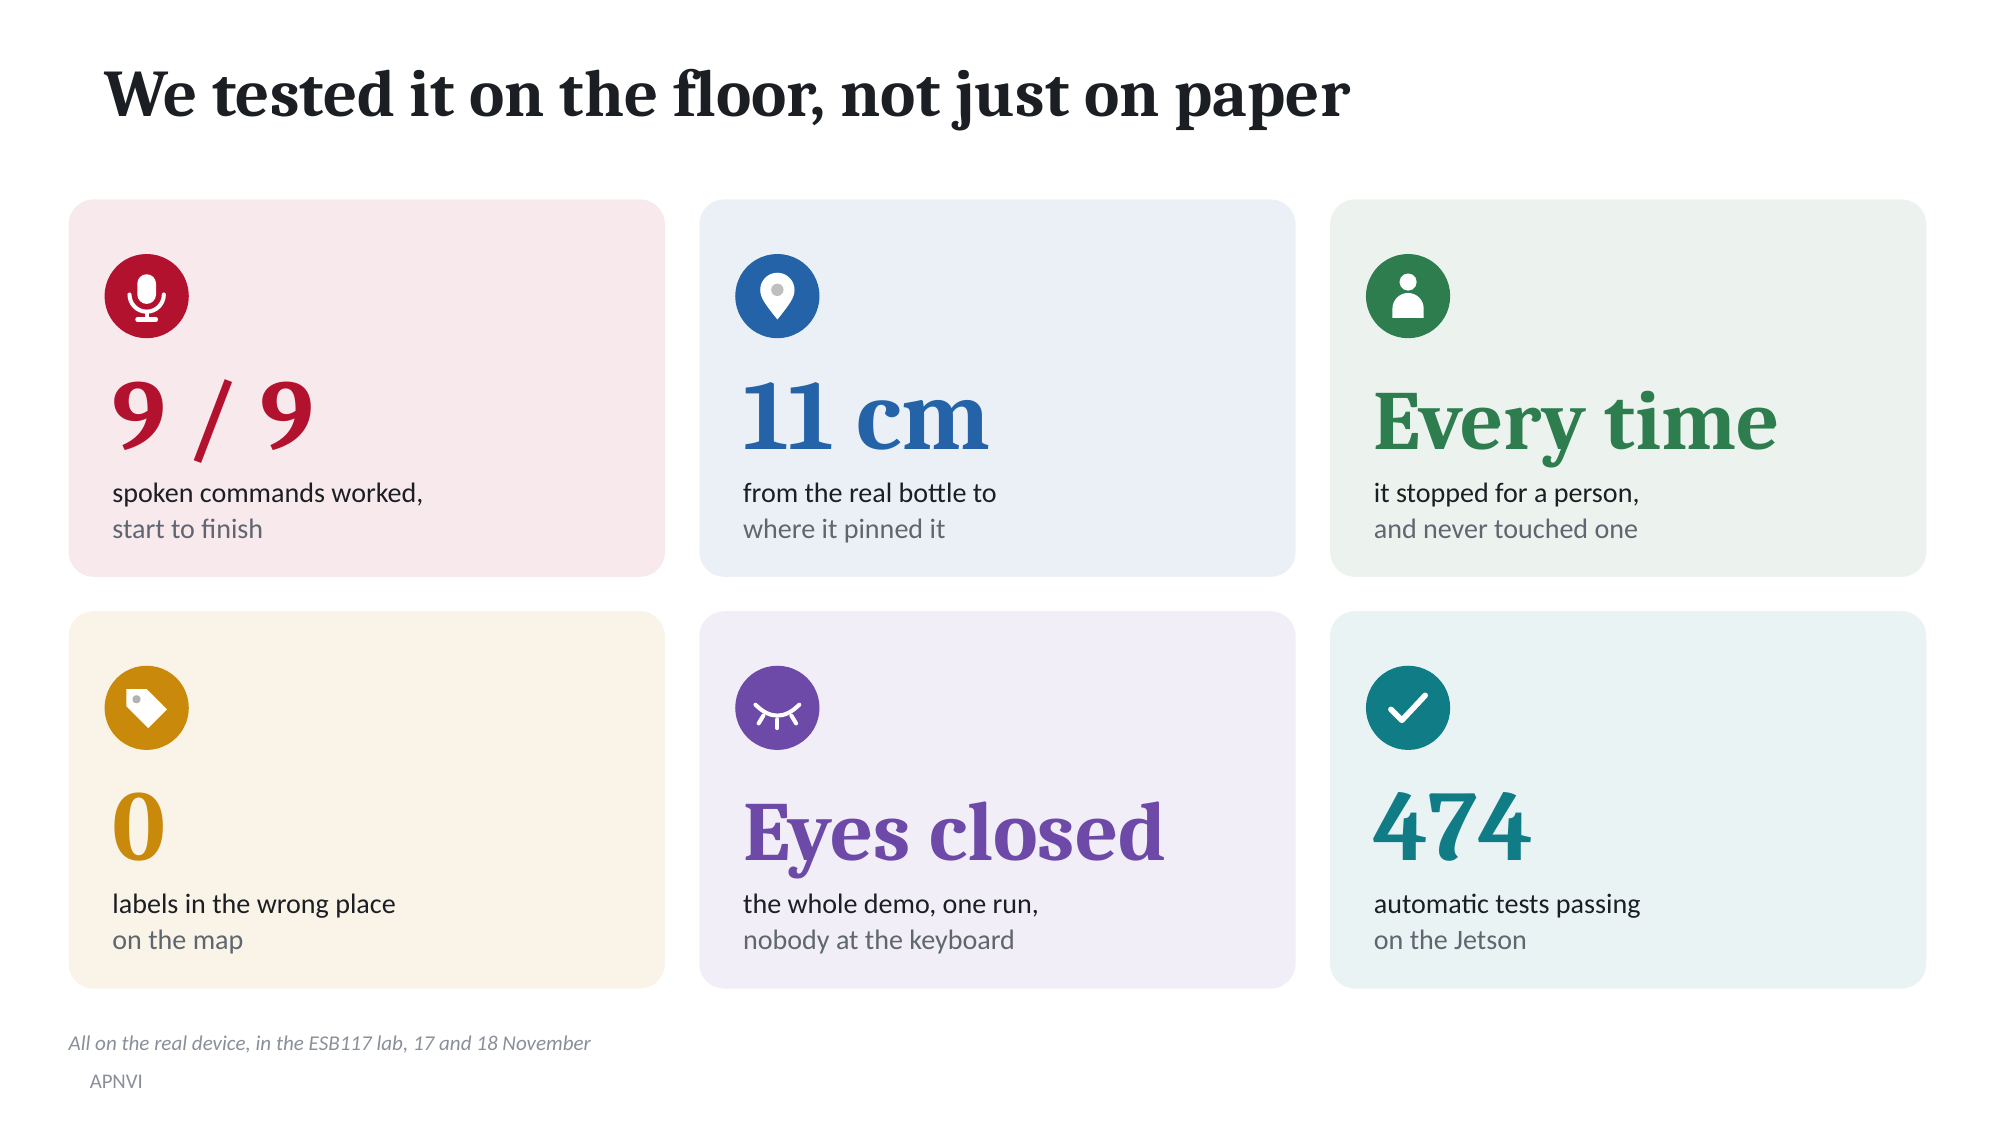 We tested it on the floor, not just on paper
9 / 9
spoken commands worked,
start to finish
11 cm
from the real bottle to
where it pinned it
Every time
it stopped for a person,
and never touched one
0
labels in the wrong place
on the map
Eyes closed
the whole demo, one run,
nobody at the keyboard
474
automatic tests passing
on the Jetson
All on the real device, in the ESB117 lab, 17 and 18 November
APNVI